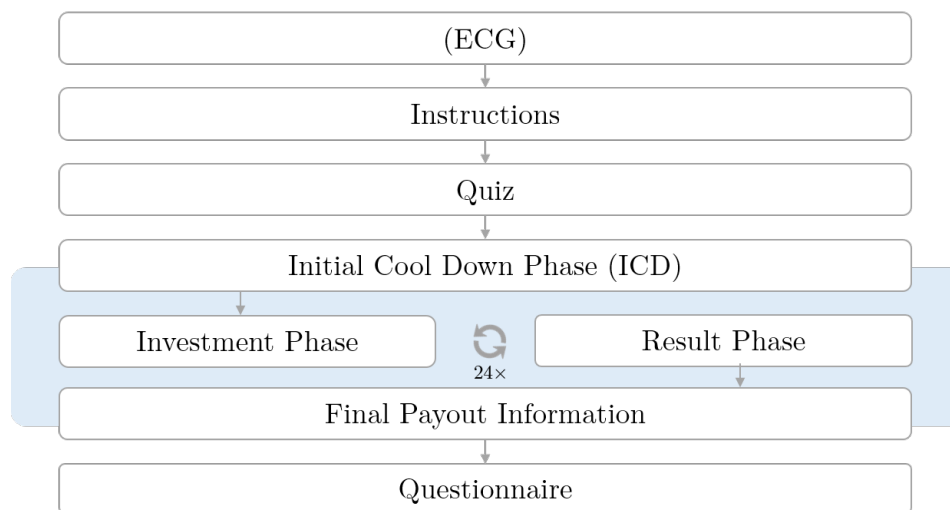 (ECG)
Instructions
Quiz
Initial Cool Down Phase (ICD)
Investment Phase
24×
Result Phase
Final Payout Information
Questionnaire